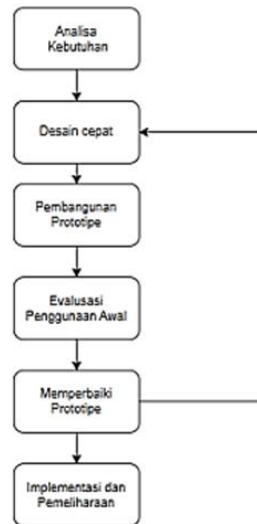 Analisa
Kebutuhan
Desain cepat
Pembangunan
Prototipe
Evalusasi
Penggunaan Awal
Memperbaiki
Prototipe
Implementasi dan
Pemeliharaan